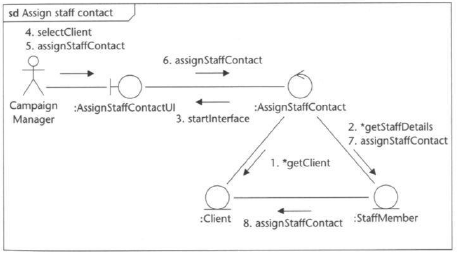 sd Assign staff contact
4. selectClient
5. assignStaffContact
6. assignStaffContact
Campaign
Manager
:AssignStaffContactUI
:AssignStaffContact
3. startInterface
2. *getStaffDetails
7. assignStaffContact
1. *getClient
:Client
:StaffMember
8. assignStaffContact